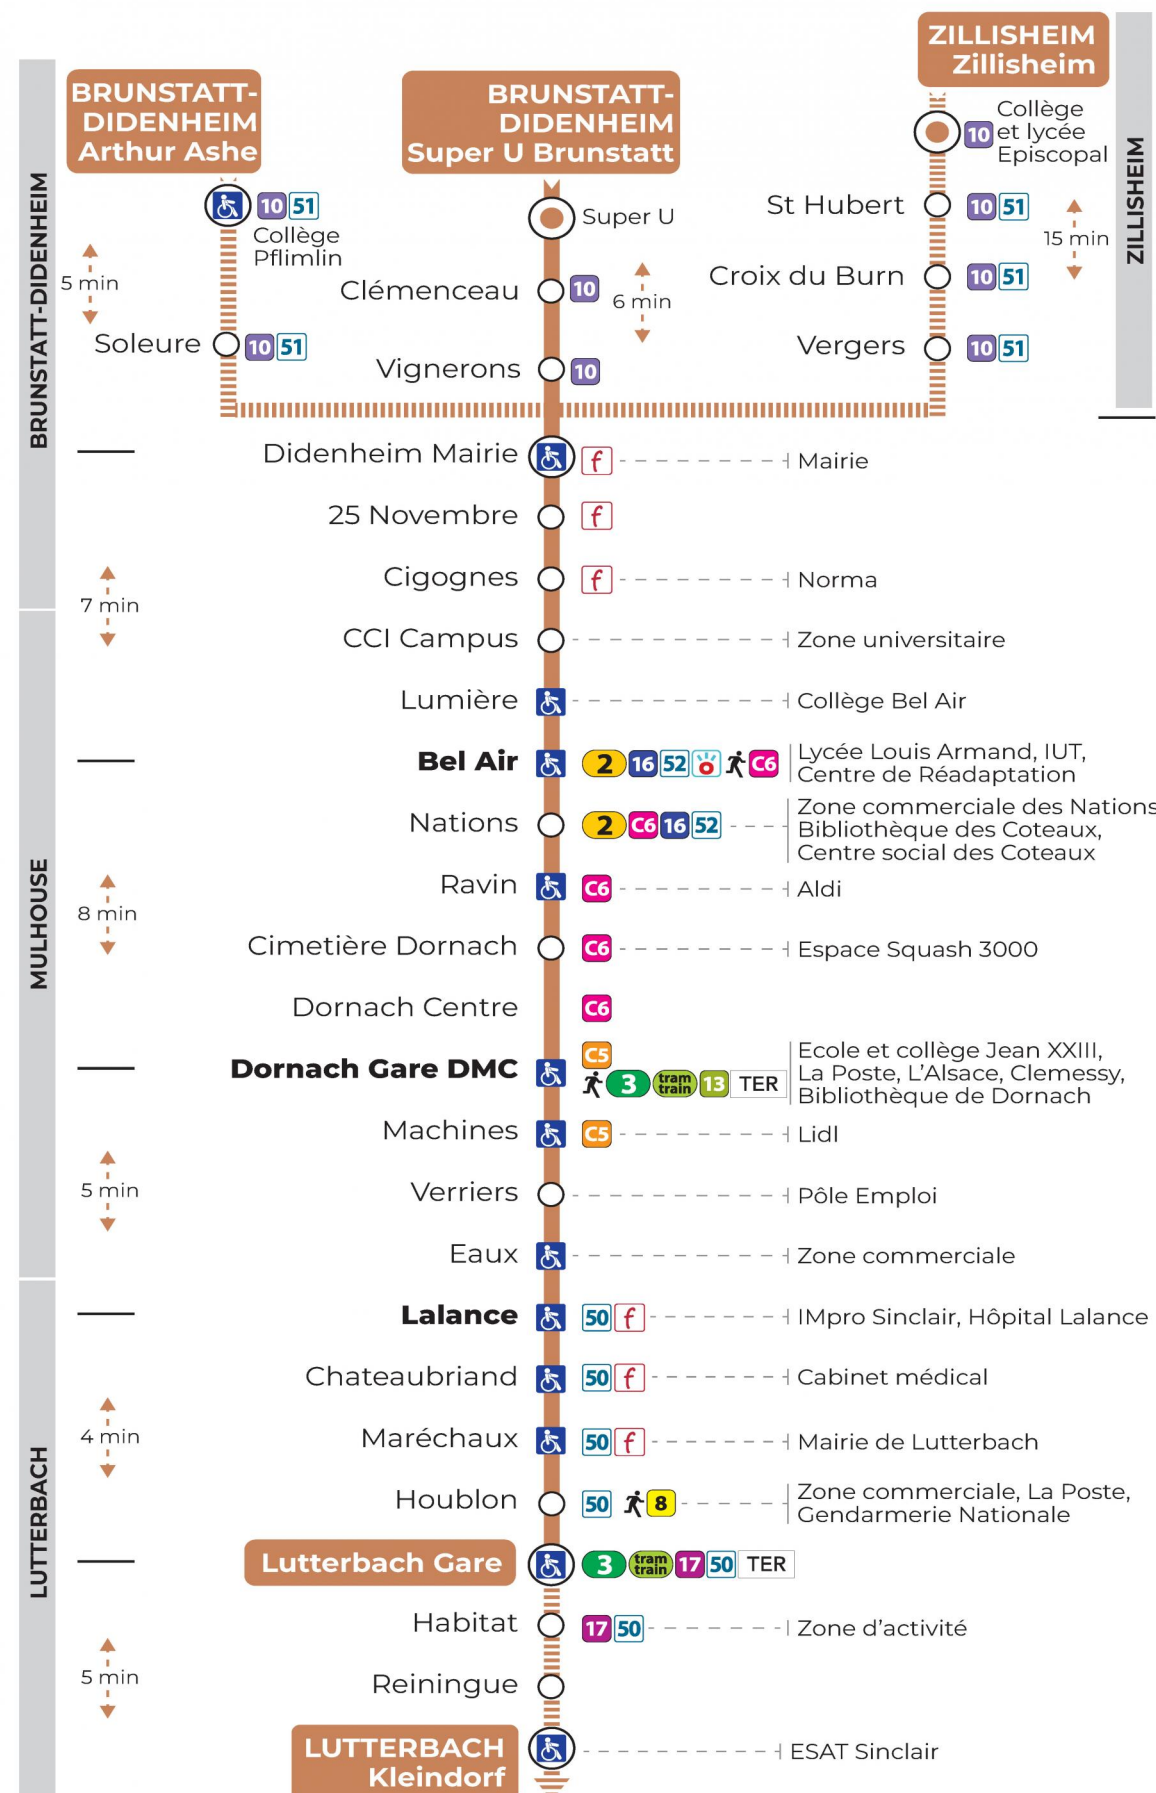 BRUNSTATT-
DIDENHEIM
Arthur Ashe
BRUNSTATT-
DIDENHEIM
Super U Brunstatt
ZILLISHEIM
Zillisheim
BRUNSTATT-DIDENHEIM
ZILLISHEIM
10 51
Collège
Pflimlin
5 min
Soleure 10 51
Super U
Clémenceau 10
6 min
Vignerons 10
10 Collège
et lycée
Episcopal
St Hubert 10 51
15 min
Croix du Burn 10 51
Vergers 10 51
Didenheim Mairie f Mairie
25 Novembre f
Cigognes f Norma
7 min
MULHOUSE
CCI Campus Zone universitaire
Lumière Collège Bel Air
Bel Air 2 16 52 C6 Lycée Louis Armand, IUT,
Centre de Réadaptation
Nations 2 C6 16 52 Zone commerciale des Nations
Bibliothèque des Coteaux,
Centre social des Coteaux
Ravin C6 Aldi
8 min
Cimetière Dornach C6 Espace Squash 3000
Dornach Centre C6
Dornach Gare DMC C5
3 tram train 13 TER
Ecole et collège Jean XXIII,
La Poste, L'Alsace, Clemessy,
Bibliothèque de Dornach
Machines C5 Lidl
5 min
Verriers Pôle Emploi
Eaux Zone commerciale
LUTTERBACH
Lalance 50 f IMpro Sinclair, Hôpital Lalance
Chateaubriand 50 f Cabinet médical
4 min
Maréchaux 50 f Mairie de Lutterbach
Houblon 50 8 Zone commerciale, La Poste,
Gendarmerie Nationale
Lutterbach Gare 3 tram train 17 50 TER
Habitat 17 50 Zone d'activité
5 min
Reiningue
LUTTERBACH
Kleindorf
ESAT Sinclair